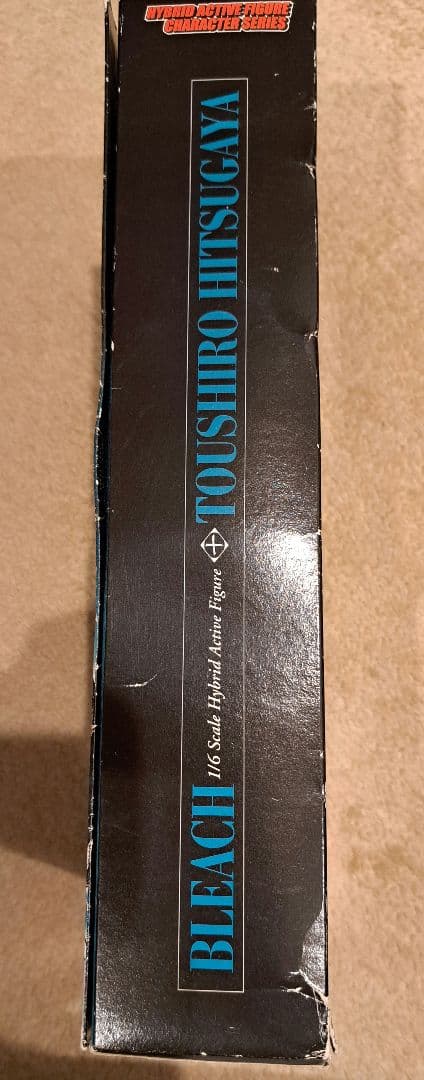 HYBRID ACTIVE FIGURE
CHARACTER SERIES
BLEACH 1/6 Scale Hybrid Active Figure TOUSHIRO HITSUGAYA